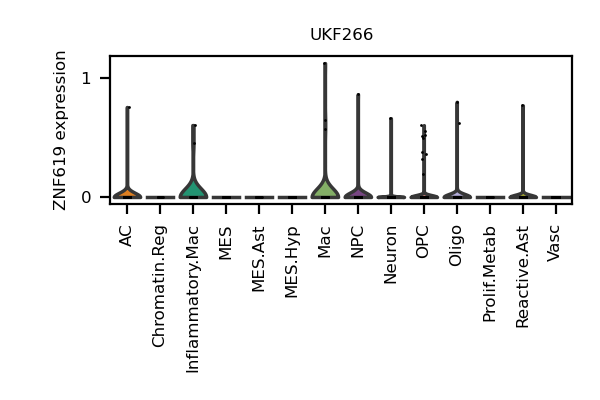 UKF266
ZNF619 expression
1
0
AC
Chromatin.Reg
Inflammatory.Mac
MES
MES.Ast
MES.Hyp
Mac
NPC
Neuron
OPC
Oligo
Prolif.Metab
Reactive.Ast
Vasc